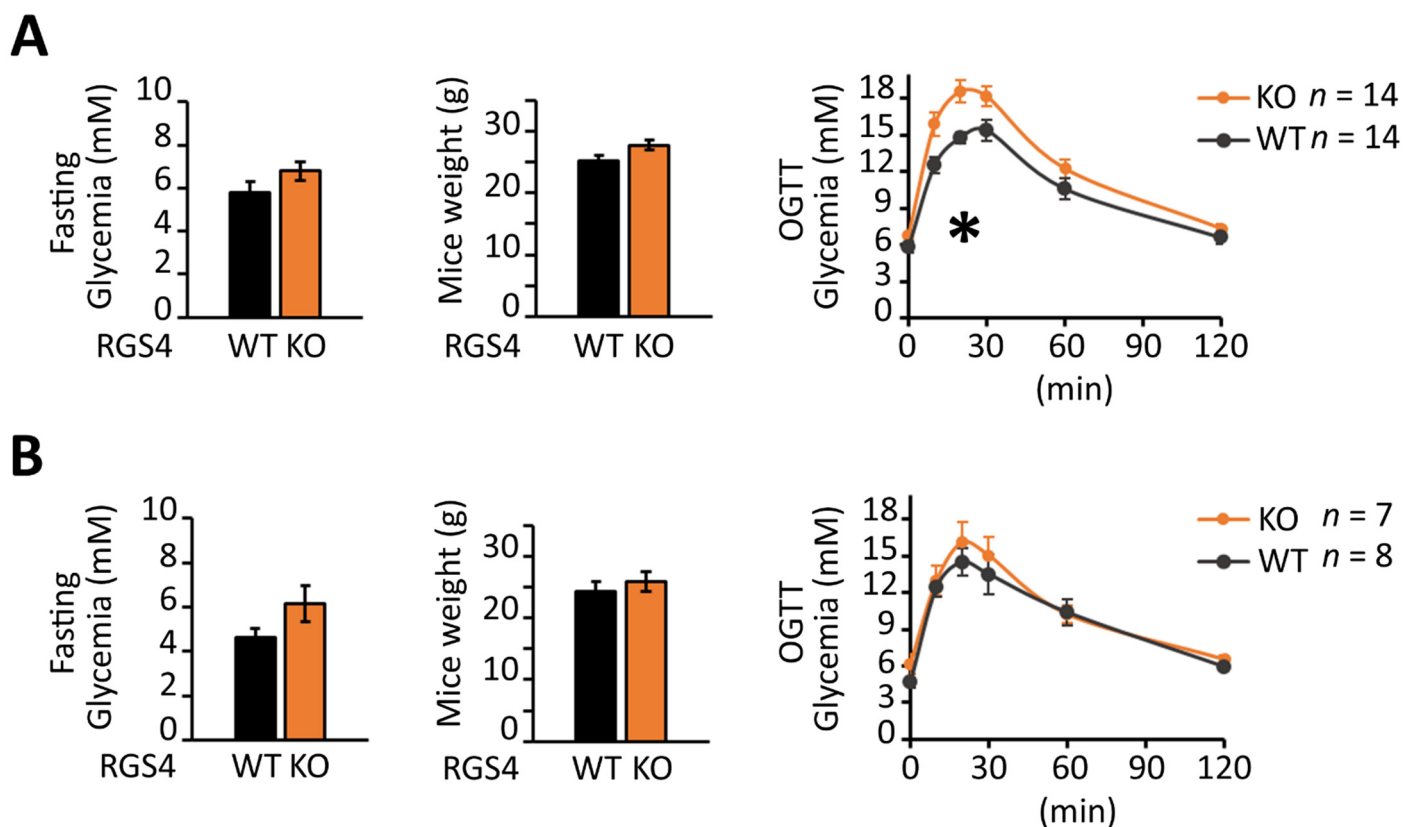 A
Fasting
Glycemia (mM)
10
8
6
4
2
0
RGS4
WT KO
Mice weight (g)
30
20
10
0
RGS4
WT KO
OGTT
Glycemia (mM)
18
15
12
9
6
3
0
*
0 30 60 90 120
(min)
KO n = 14
WT n = 14
B
Fasting
Glycemia (mM)
10
8
6
4
2
0
RGS4
WT KO
Mice weight (g)
30
20
10
0
RGS4
WT KO
OGTT
Glycemia (mM)
18
15
12
9
6
3
0
0 30 60 90 120
(min)
KO n = 7
WT n = 8